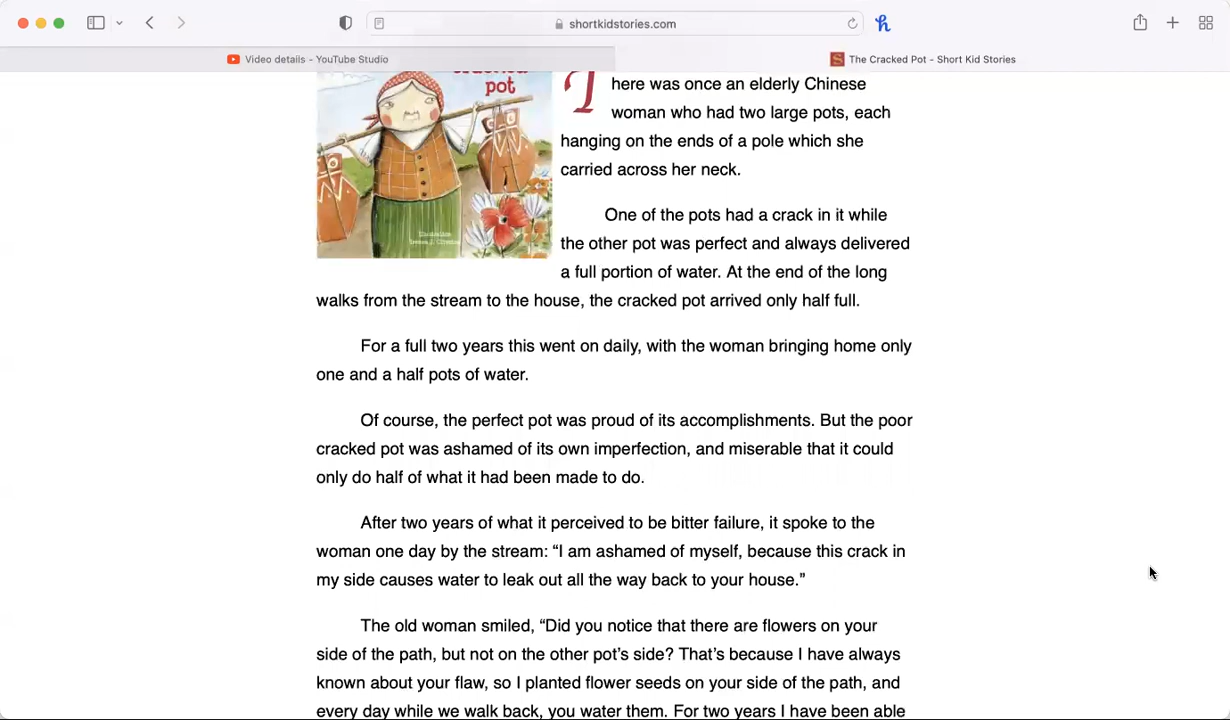 shortkidstories.com
Video details - YouTube Studio
The Cracked Pot - Short Kid Stories
pot
There was once an elderly Chinese
woman who had two large pots, each
hanging on the ends of a pole which she
carried across her neck.
One of the pots had a crack in it while
the other pot was perfect and always delivered
a full portion of water. At the end of the long
walks from the stream to the house, the cracked pot arrived only half full.
For a full two years this went on daily, with the woman bringing home only
one and a half pots of water.
Of course, the perfect pot was proud of its accomplishments. But the poor
cracked pot was ashamed of its own imperfection, and miserable that it could
only do half of what it had been made to do.
After two years of what it perceived to be bitter failure, it spoke to the
woman one day by the stream: “I am ashamed of myself, because this crack in
my side causes water to leak out all the way back to your house.”
The old woman smiled, “Did you notice that there are flowers on your
side of the path, but not on the other pot’s side? That’s because I have always
known about your flaw, so I planted flower seeds on your side of the path, and
every day while we walk back, you water them. For two years I have been able